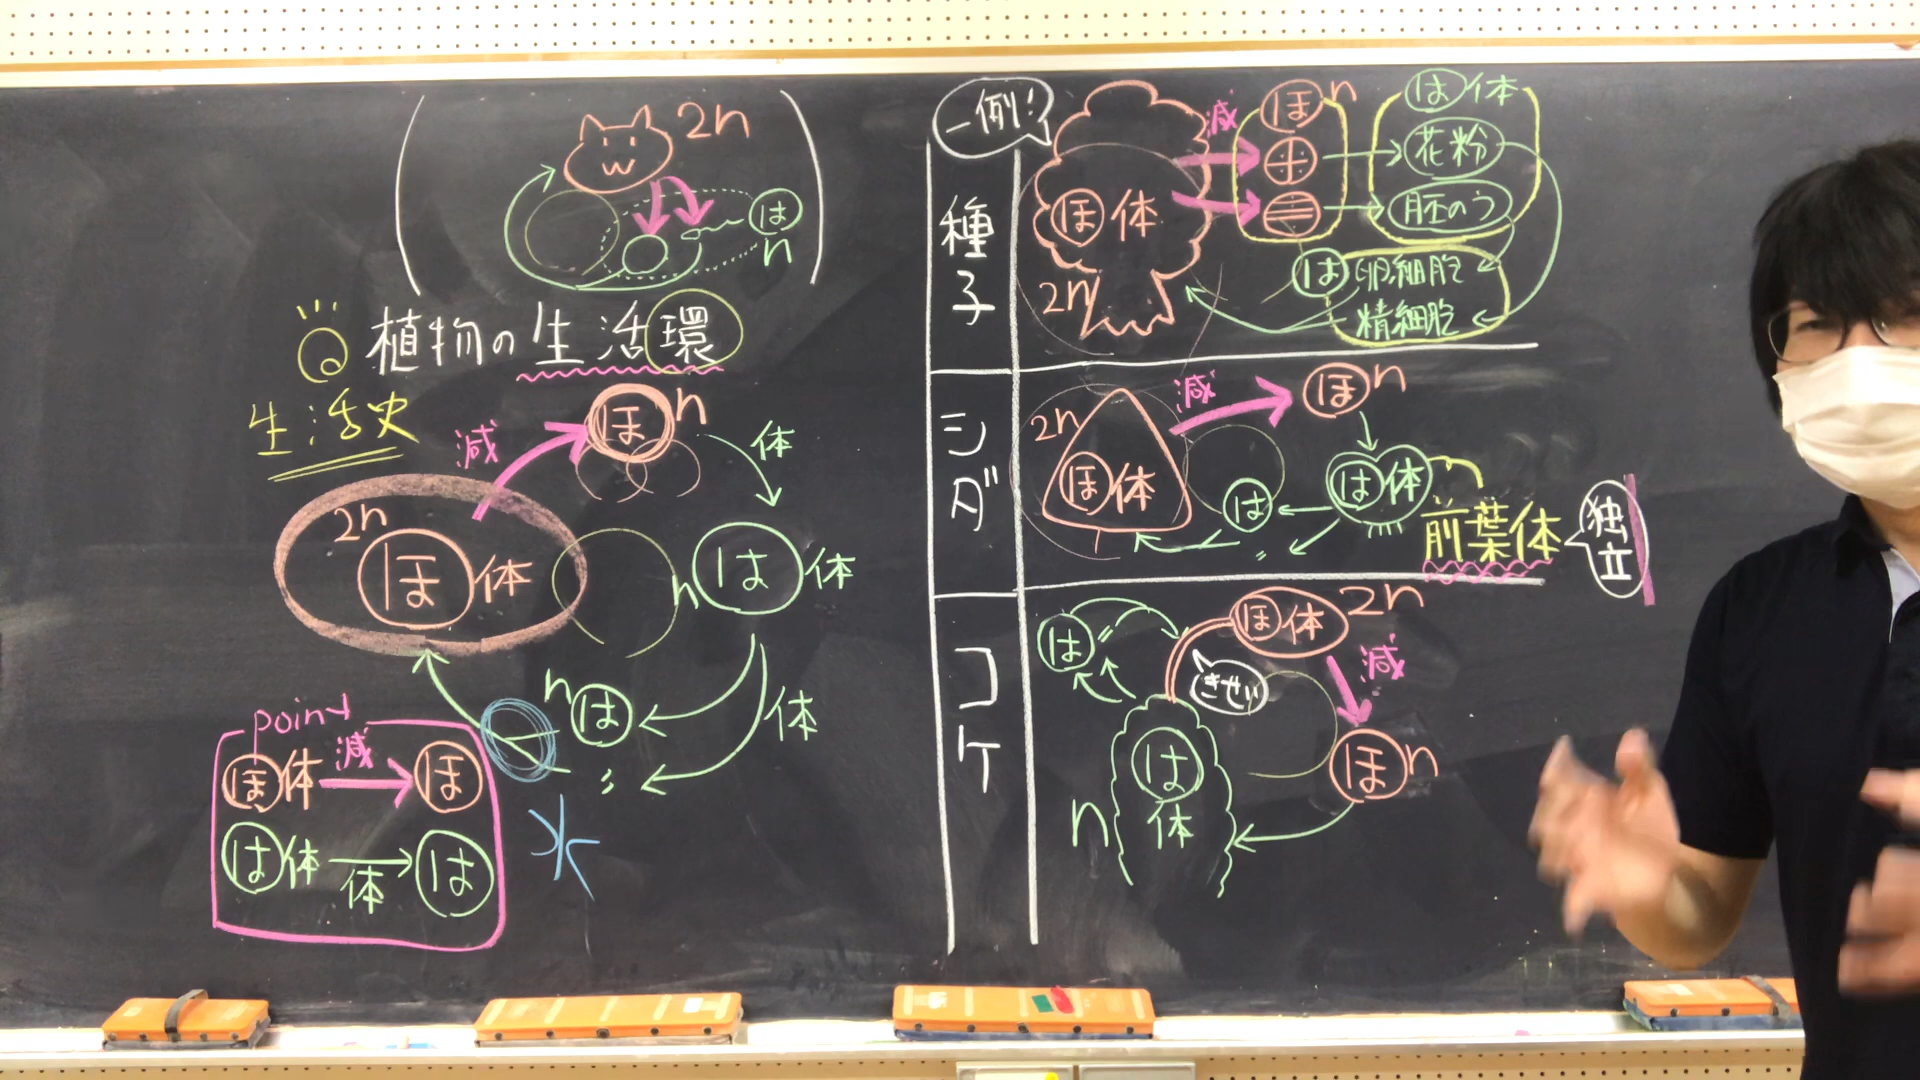 2n
は
n
植物の生活環
生活史
減
ほ n
体
2n
ほ体
n は体
n は
体
〃
水
point
ほ体 減 ほ
は体 体 は
一例!
種子
ほ体
2n
減
ほ n
は体
花粉
胚のう
は 卵細胞
精細胞
シダ
2n
ほ体
減
ほ n
は体
は
〃
前葉体
独立
コケ
は
〃
ほ体 2n
きせい
減
ほ n
は体
n